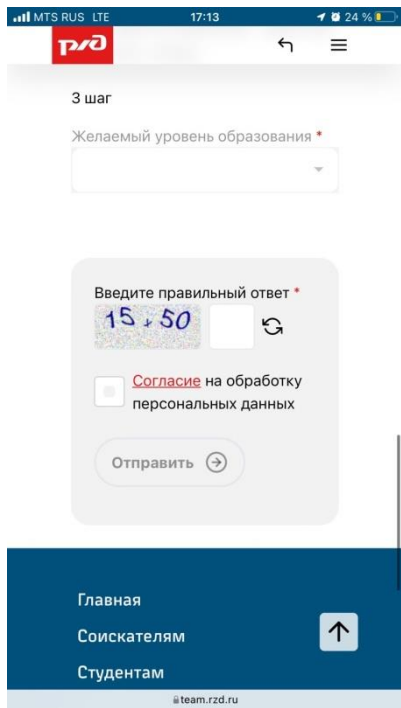 MTS RUS LTE 17:13 24 %
ржд
3 шаг
Желаемый уровень образования *
Введите правильный ответ *
15 + 50
Согласие на обработку
персональных данных
Отправить
Главная
Соискателям
Студентам
team.rzd.ru